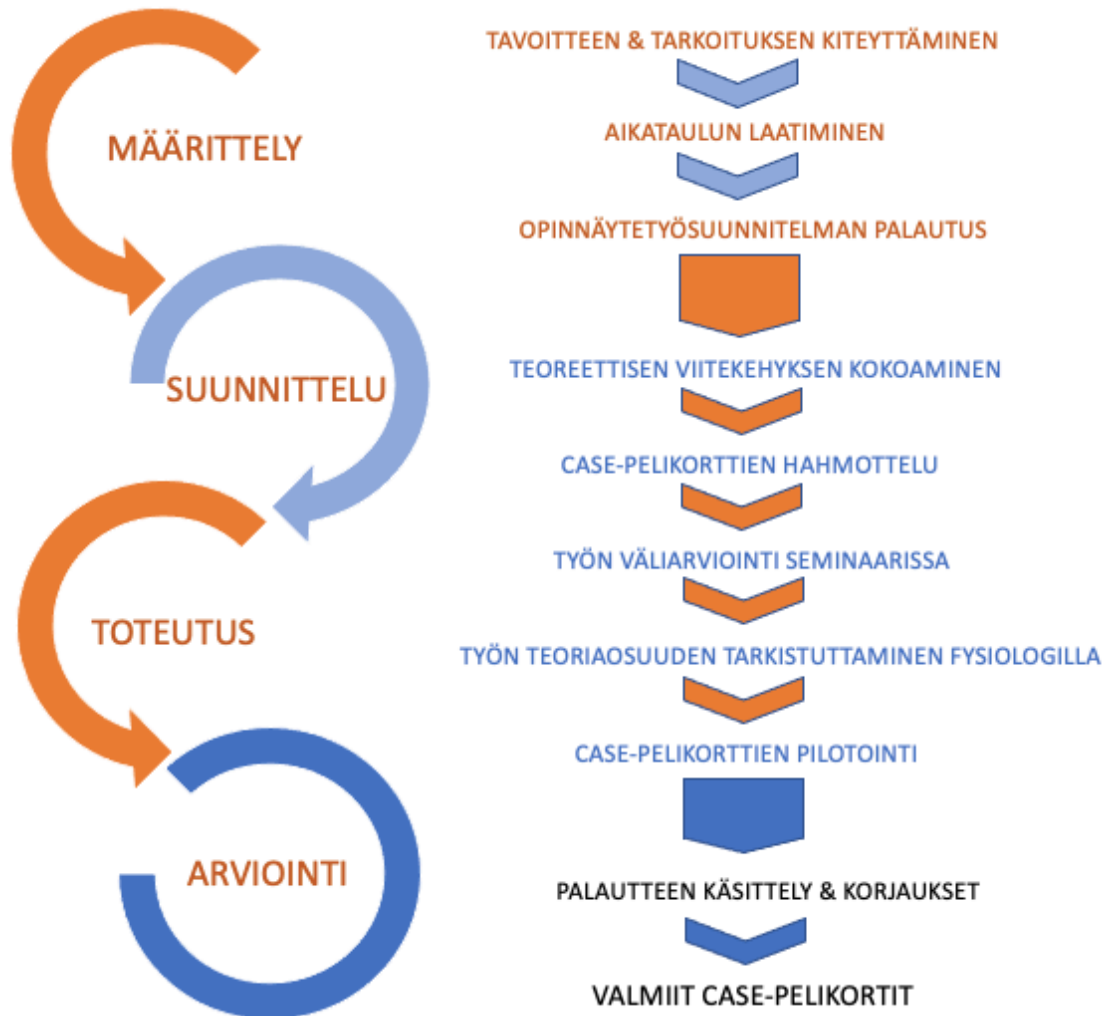 MÄÄRITTELY
SUUNNITTELU
TOTEUTUS
ARVIOINTI
TAVOITTEEN & TARKOITUKSEN KITEYTTÄMINEN
AIKATAULUN LAATIMINEN
OPINNÄYTETYÖSUUNNITELMAN PALAUTUS
TEOREETTISEN VIITEKEHYKSEN KOKOAMINEN
CASE-PELIKORTTIEN HAHMOTTELU
TYÖN VÄLIARVIOINTI SEMINAARISSA
TYÖN TEORIAOSUUDEN TARKISTUTTAMINEN FYSIOLOGILLA
CASE-PELIKORTTIEN PILOTOINTI
PALAUTTEEN KÄSITTELY & KORJAUKSET
VALMIIT CASE-PELIKORTIT